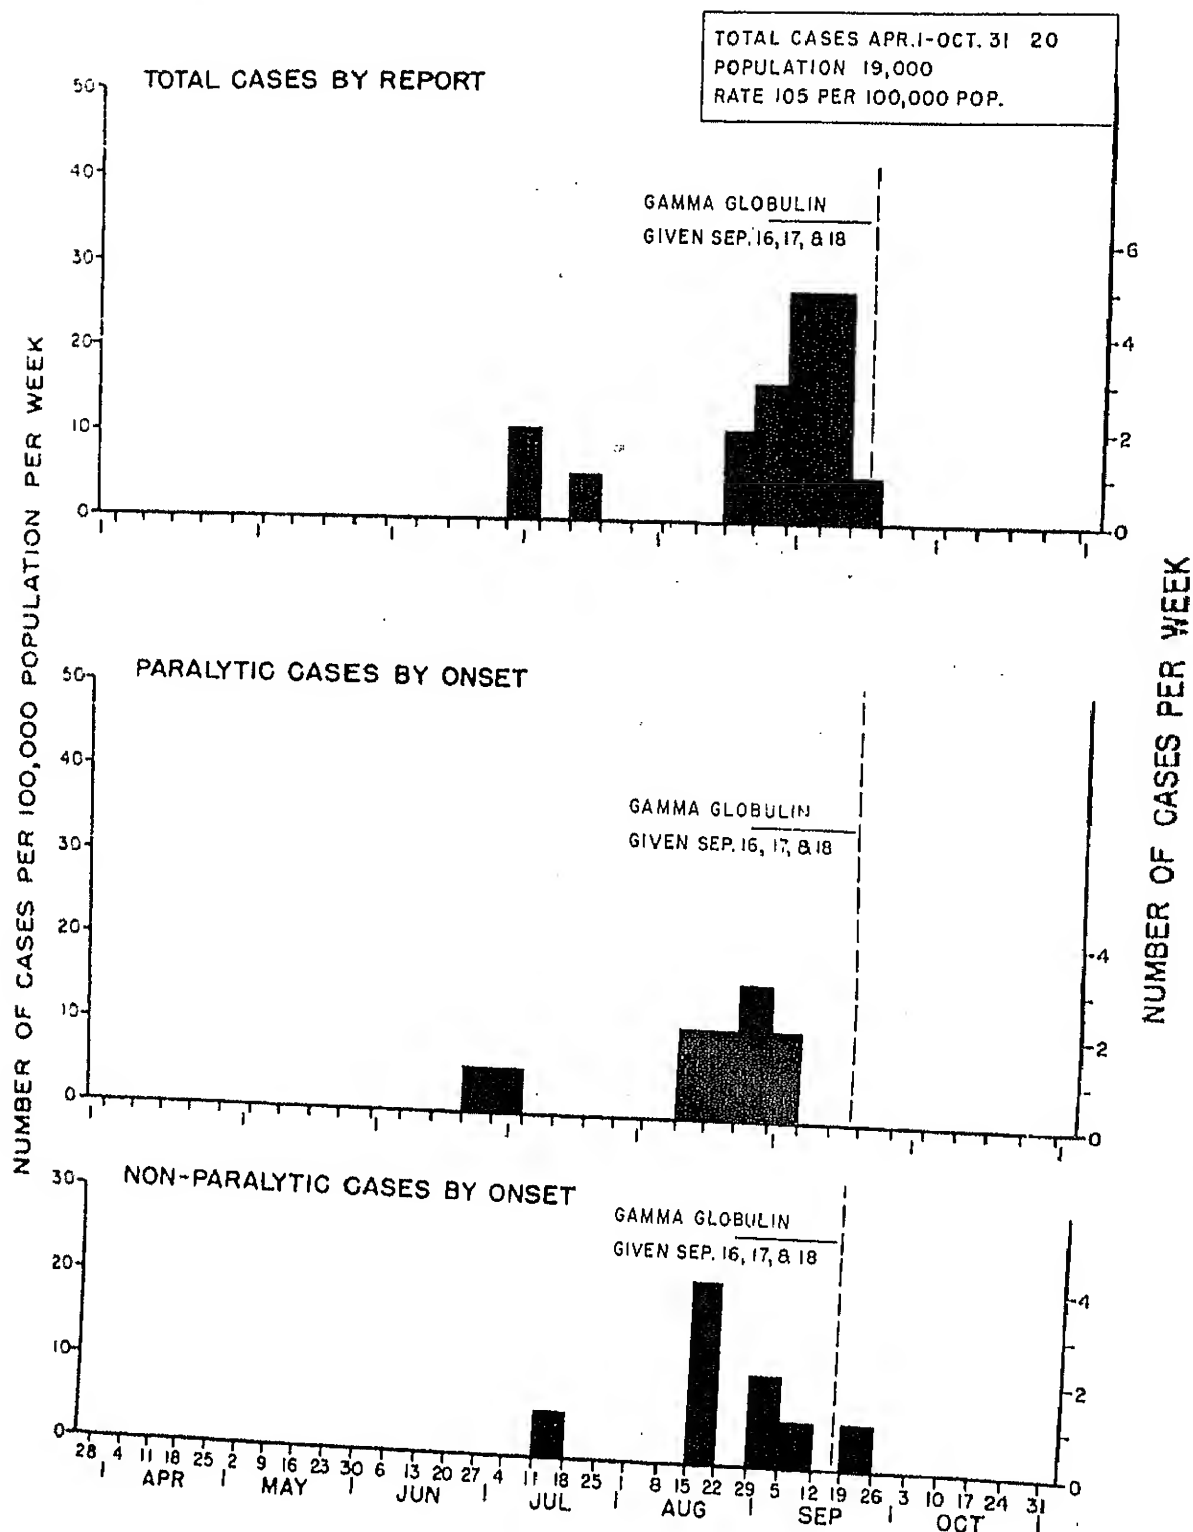 TOTAL CASES APR.1-OCT. 31 20
POPULATION 19,000
RATE 105 PER 100,000 POP.
TOTAL CASES BY REPORT
50
40
30
20
10
0
GAMMA GLOBULIN
GIVEN SEP. 16, 17, & 18
6
4
2
0
NUMBER OF CASES PER 100,000 POPULATION PER WEEK
NUMBER OF CASES PER WEEK
PARALYTIC CASES BY ONSET
50
40
30
20
10
0
GAMMA GLOBULIN
GIVEN SEP. 16, 17, & 18
4
2
0
NON-PARALYTIC CASES BY ONSET
30
20
10
0
GAMMA GLOBULIN
GIVEN SEP. 16, 17, & 18
4
2
0
28 4 11 18 25 2 9 16 23 30 6 13 20 27 4 11 18 25 1 8 15 22 29 5 12 19 26 3 10 17 24 31
APR MAY JUN JUL AUG SEP OCT